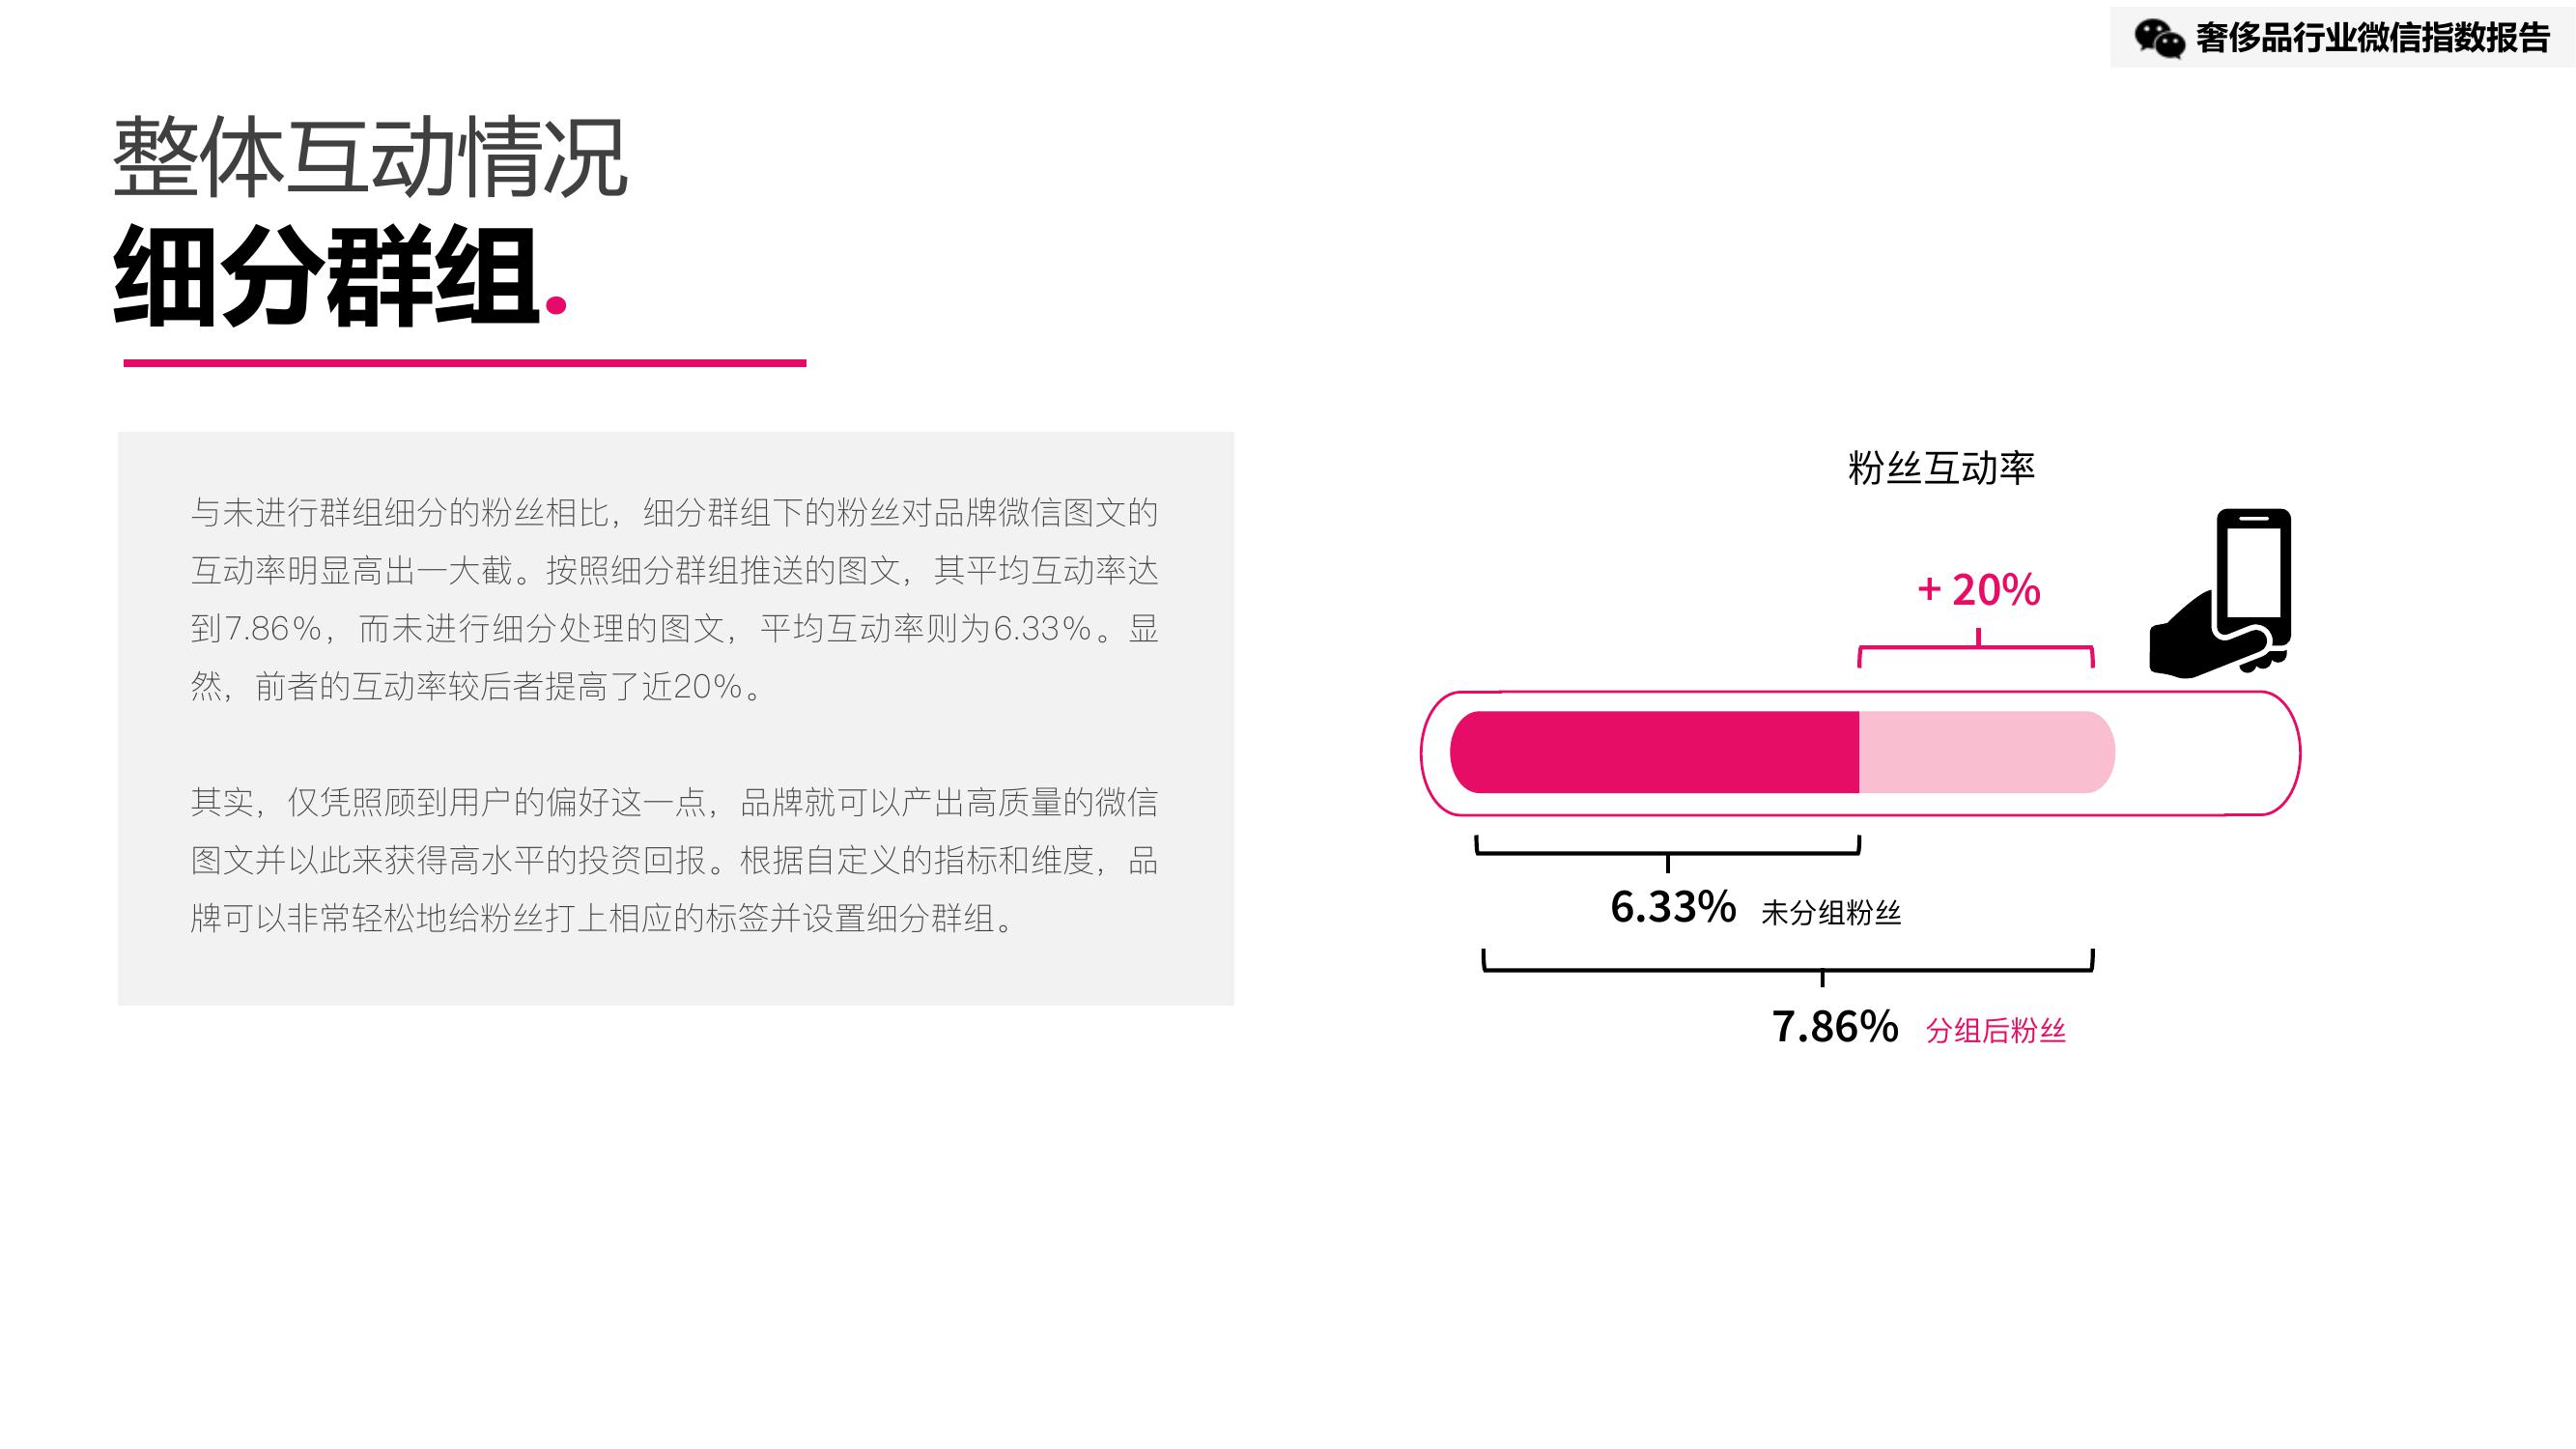 奢侈品行业微信指数报告
整体互动情况
细分群组.
与未进行群组细分的粉丝相比，细分群组下的粉丝对品牌微信图文的
互动率明显高出一大截。按照细分群组推送的图文，其平均互动率达
到7.86%，而未进行细分处理的图文，平均互动率则为6.33%。显
然，前者的互动率较后者提高了近20%。
其实，仅凭照顾到用户的偏好这一点，品牌就可以产出高质量的微信
图文并以此来获得高水平的投资回报。根据自定义的指标和维度，品
牌可以非常轻松地给粉丝打上相应的标签并设置细分群组。
粉丝互动率
+ 20%
6.33% 未分组粉丝
7.86% 分组后粉丝